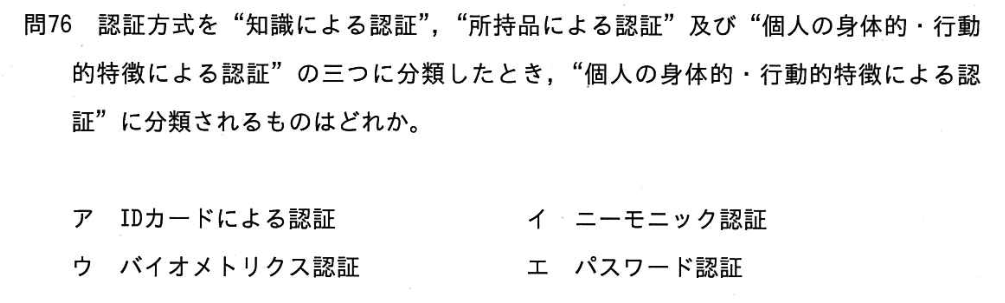 問76 認証方式を“知識による認証”，“所持品による認証”及び“個人の身体的・行動
的特徴による認証”の三つに分類したとき，“個人の身体的・行動的特徴による認
証”に分類されるものはどれか。
ア IDカードによる認証 イ ニーモニック認証
ウ バイオメトリクス認証 エ パスワード認証